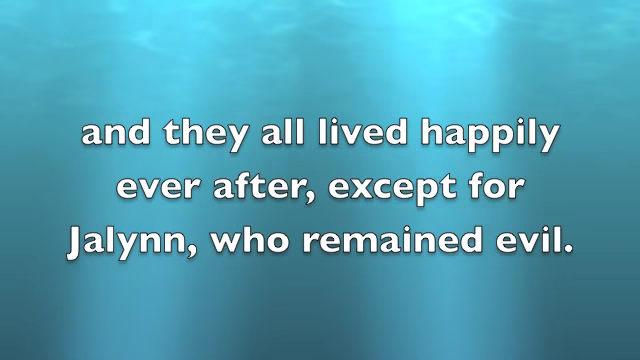 and they all lived happily
ever after, except for
Jalynn, who remained evil.